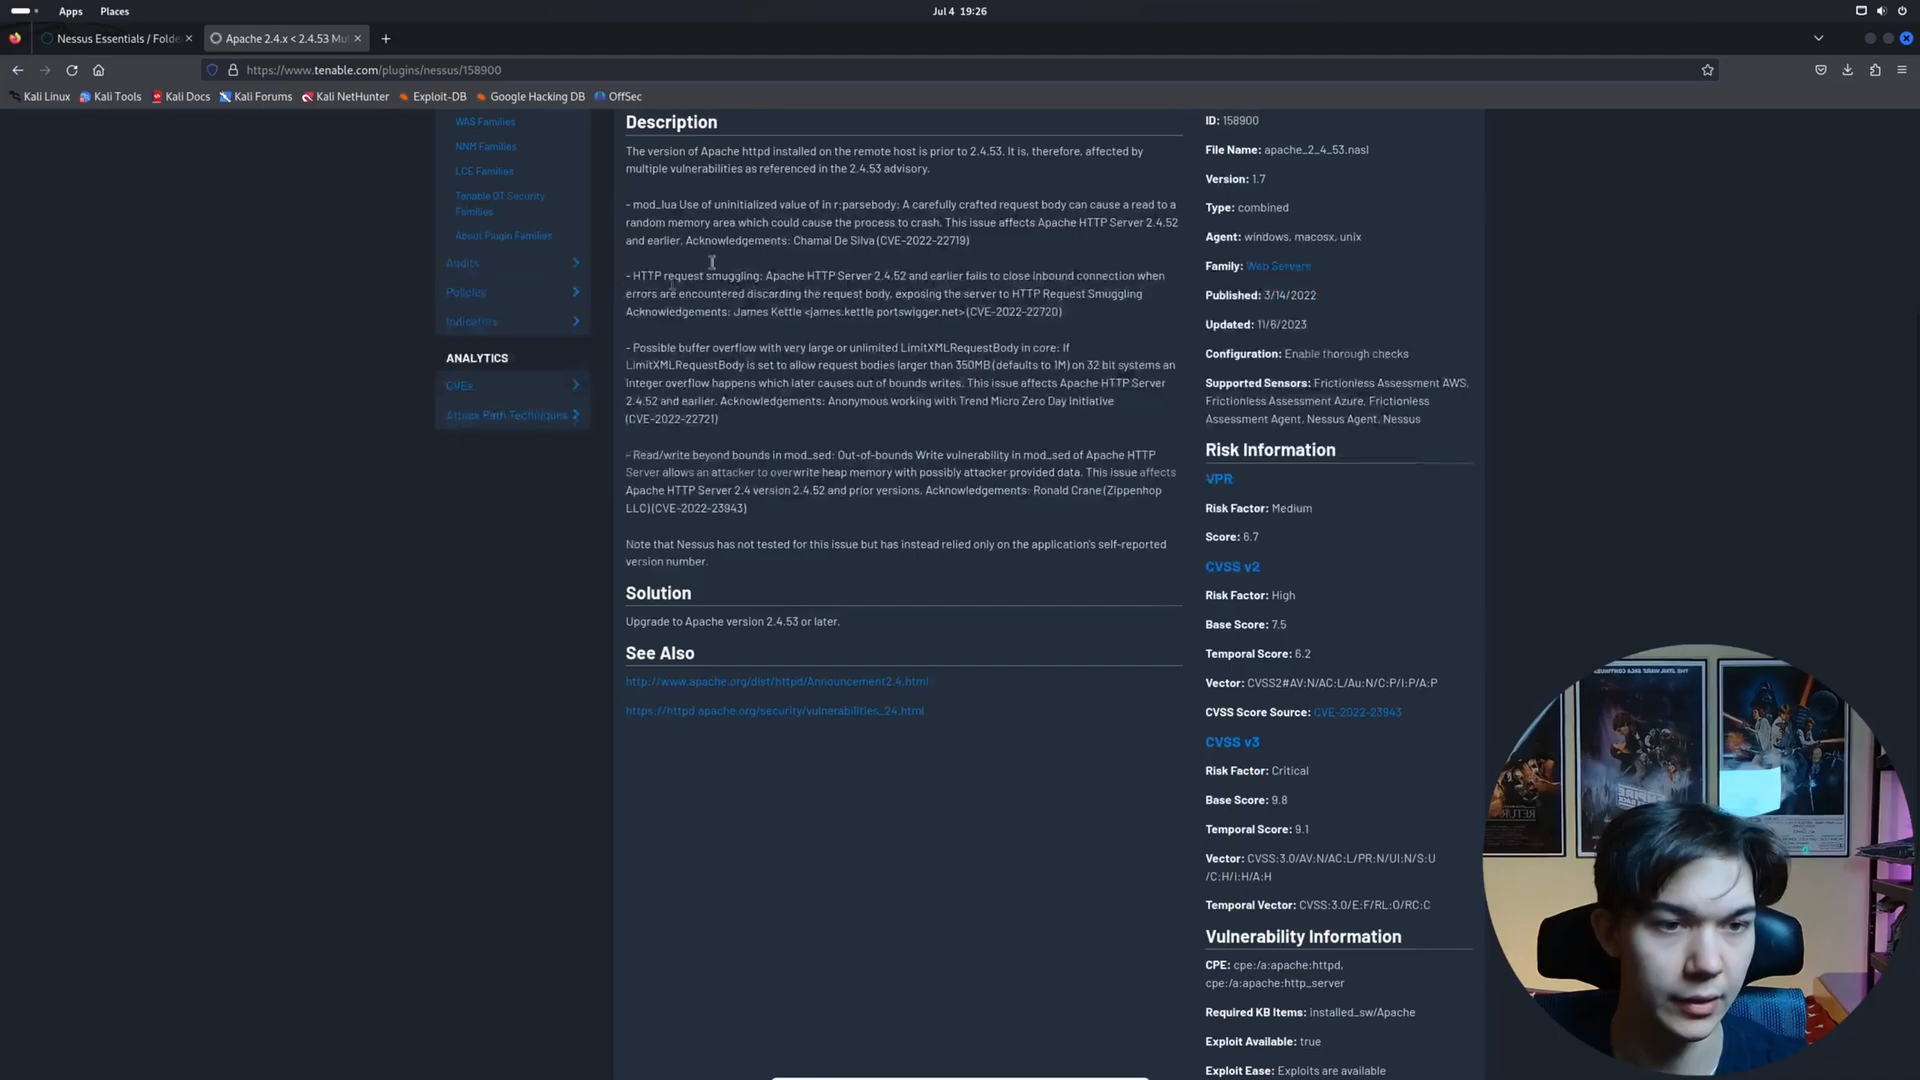 Apps Places Jul 4 19:26
Nessus Essentials / Folde Apache 2.4.x < 2.4.53 Mul
https://www.tenable.com/plugins/nessus/158900
Kali Linux Kali Tools Kali Docs Kali Forums Kali NetHunter Exploit-DB Google Hacking DB OffSec
WAS Families
NNM Families
LCE Families
Tenable OT Security
Families
About Plugin Families
Audits
Policies
Indicators
ANALYTICS
CVEs
Attack Path Techniques
Description
The version of Apache httpd installed on the remote host is prior to 2.4.53. It is, therefore, affected by
multiple vulnerabilities as referenced in the 2.4.53 advisory.
- mod_lua Use of uninitialized value of in r:parsebody: A carefully crafted request body can cause a read to a
random memory area which could cause the process to crash. This issue affects Apache HTTP Server 2.4.52
and earlier. Acknowledgements: Chamal De Silva (CVE-2022-22719)
- HTTP request smuggling: Apache HTTP Server 2.4.52 and earlier fails to close inbound connection when
errors are encountered discarding the request body, exposing the server to HTTP Request Smuggling
Acknowledgements: James Kettle <james.kettle portswigger.net> (CVE-2022-22720)
- Possible buffer overflow with very large or unlimited LimitXMLRequestBody in core: If
LimitXMLRequestBody is set to allow request bodies larger than 350MB (defaults to 1M) on 32 bit systems an
integer overflow happens which later causes out of bounds writes. This issue affects Apache HTTP Server
2.4.52 and earlier. Acknowledgements: Anonymous working with Trend Micro Zero Day Initiative
(CVE-2022-22721)
- Read/write beyond bounds in mod_sed: Out-of-bounds Write vulnerability in mod_sed of Apache HTTP
Server allows an attacker to overwrite heap memory with possibly attacker provided data. This issue affects
Apache HTTP Server 2.4 version 2.4.52 and prior versions. Acknowledgements: Ronald Crane (Zippenhop
LLC) (CVE-2022-23943)
Note that Nessus has not tested for this issue but has instead relied only on the application's self-reported
version number.
Solution
Upgrade to Apache version 2.4.53 or later.
See Also
http://www.apache.org/dist/httpd/Announcement2.4.html
https://httpd.apache.org/security/vulnerabilities_24.html
ID: 158900
File Name: apache_2_4_53.nasl
Version: 1.7
Type: combined
Agent: windows, macosx, unix
Family: Web Servers
Published: 3/14/2022
Updated: 11/6/2023
Configuration: Enable thorough checks
Supported Sensors: Frictionless Assessment AWS,
Frictionless Assessment Azure, Frictionless
Assessment Agent, Nessus Agent, Nessus
Risk Information
VPR
Risk Factor: Medium
Score: 6.7
CVSS v2
Risk Factor: High
Base Score: 7.5
Temporal Score: 6.2
Vector: CVSS2#AV:N/AC:L/Au:N/C:P/I:P/A:P
CVSS Score Source: CVE-2022-23943
CVSS v3
Risk Factor: Critical
Base Score: 9.8
Temporal Score: 9.1
Vector: CVSS:3.0/AV:N/AC:L/PR:N/UI:N/S:U
/C:H/I:H/A:H
Temporal Vector: CVSS:3.0/E:F/RL:O/RC:C
Vulnerability Information
CPE: cpe:/a:apache:httpd,
cpe:/a:apache:http_server
Required KB Items: installed_sw/Apache
Exploit Available: true
Exploit Ease: Exploits are available